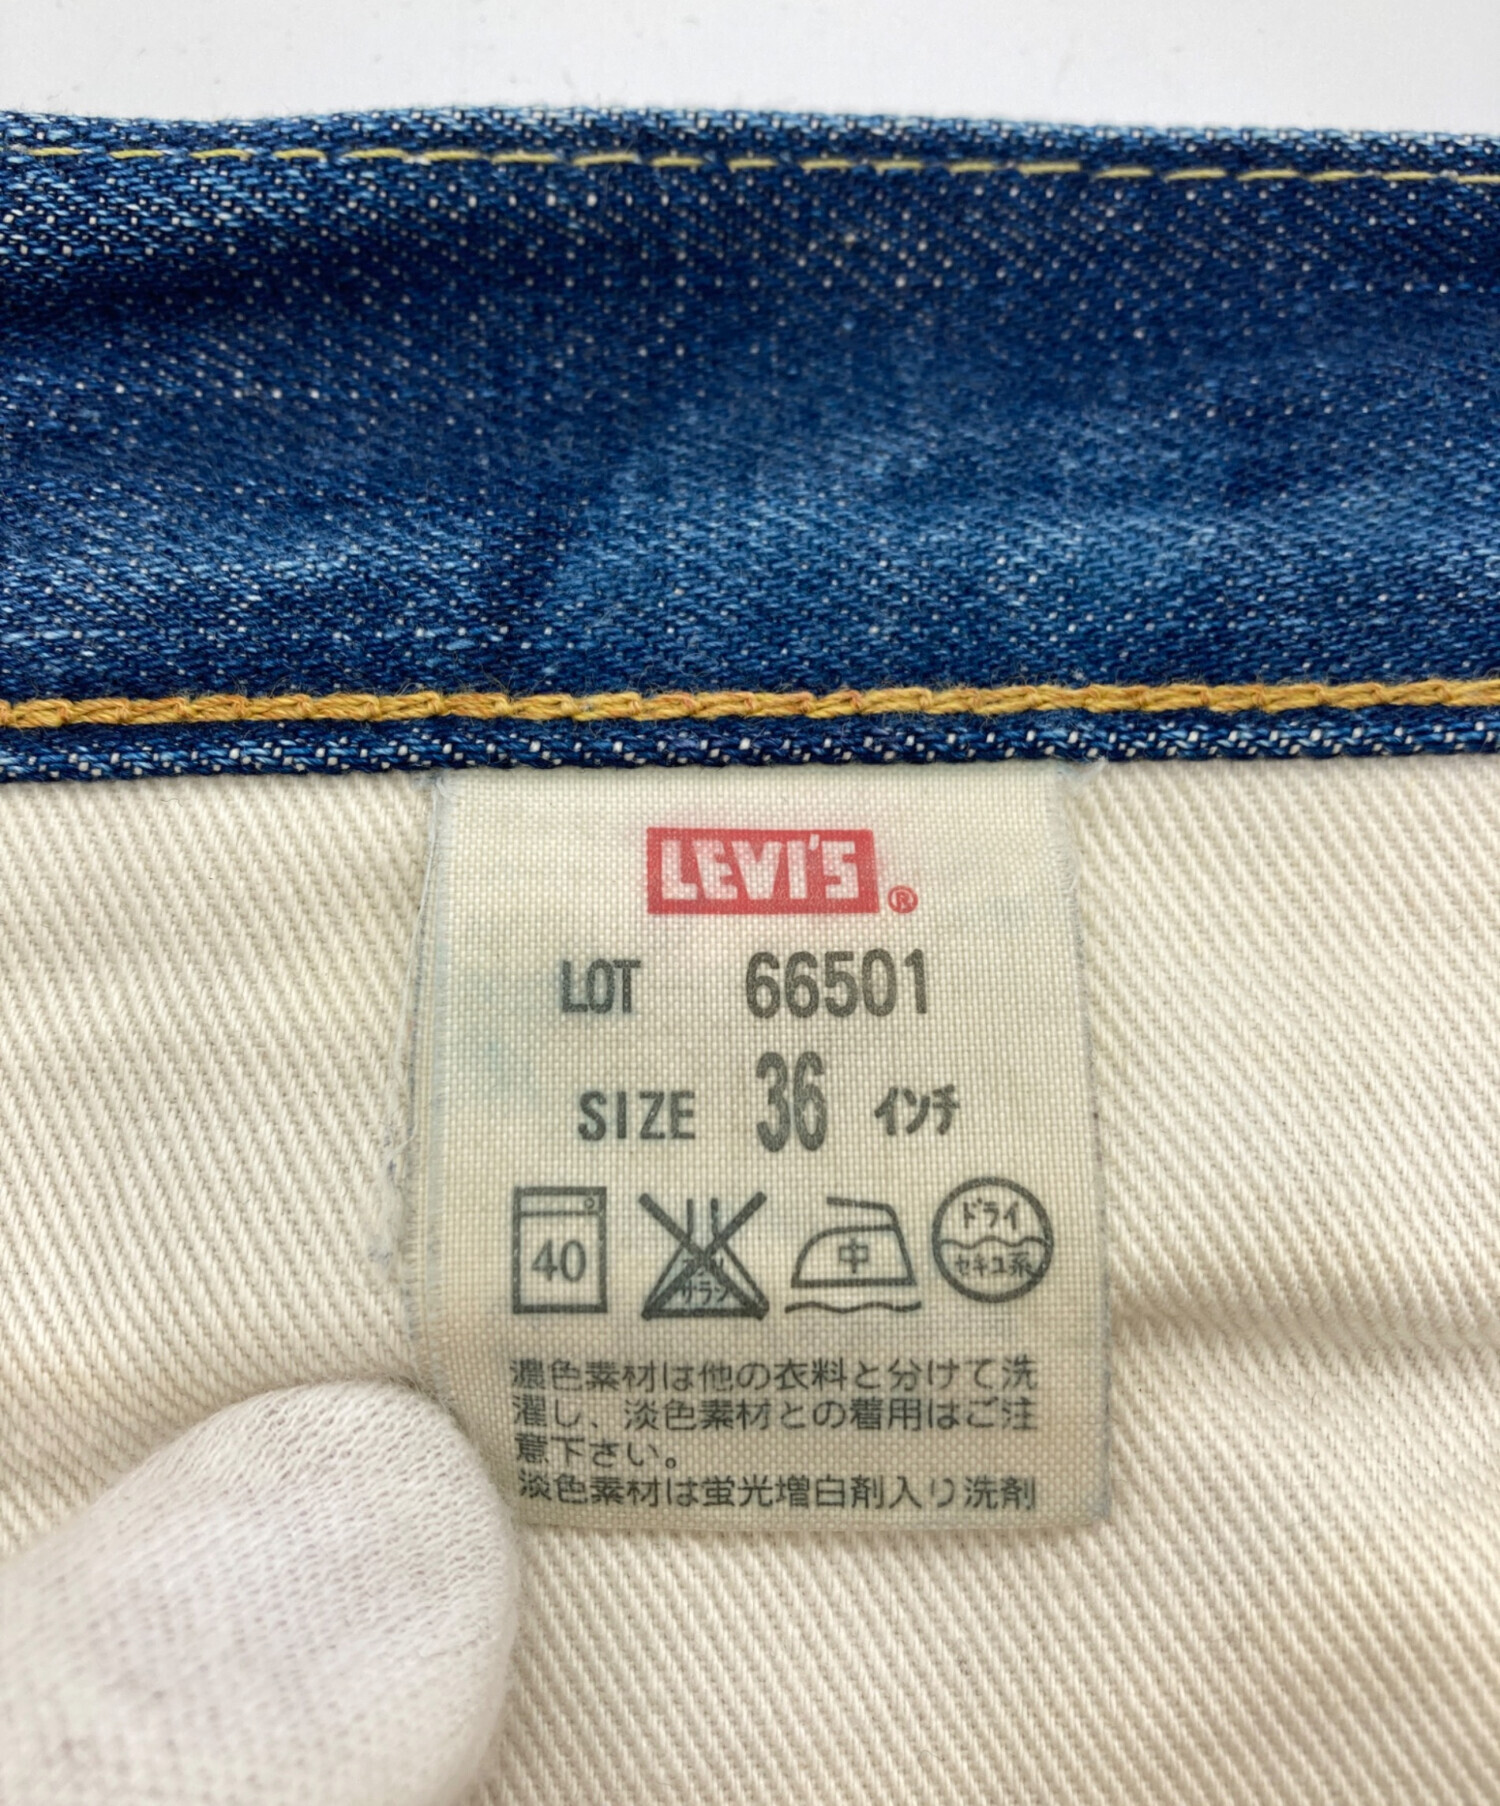 LEVI'S®
LOT 66501
SIZE 36 インチ
40 サラシ 中 ドライ
セキユ系
濃色素材は他の衣料と分けて洗
濯し、淡色素材との着用はご注
意下さい。
淡色素材は蛍光増白剤入り洗剤